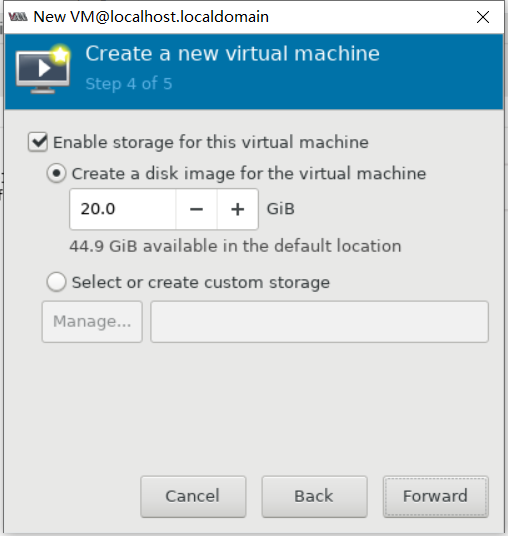 New VM@localhost.localdomain
Create a new virtual machine
Step 4 of 5
Enable storage for this virtual machine
Create a disk image for the virtual machine
20.0 − + GiB
44.9 GiB available in the default location
Select or create custom storage
Manage...
Cancel Back Forward